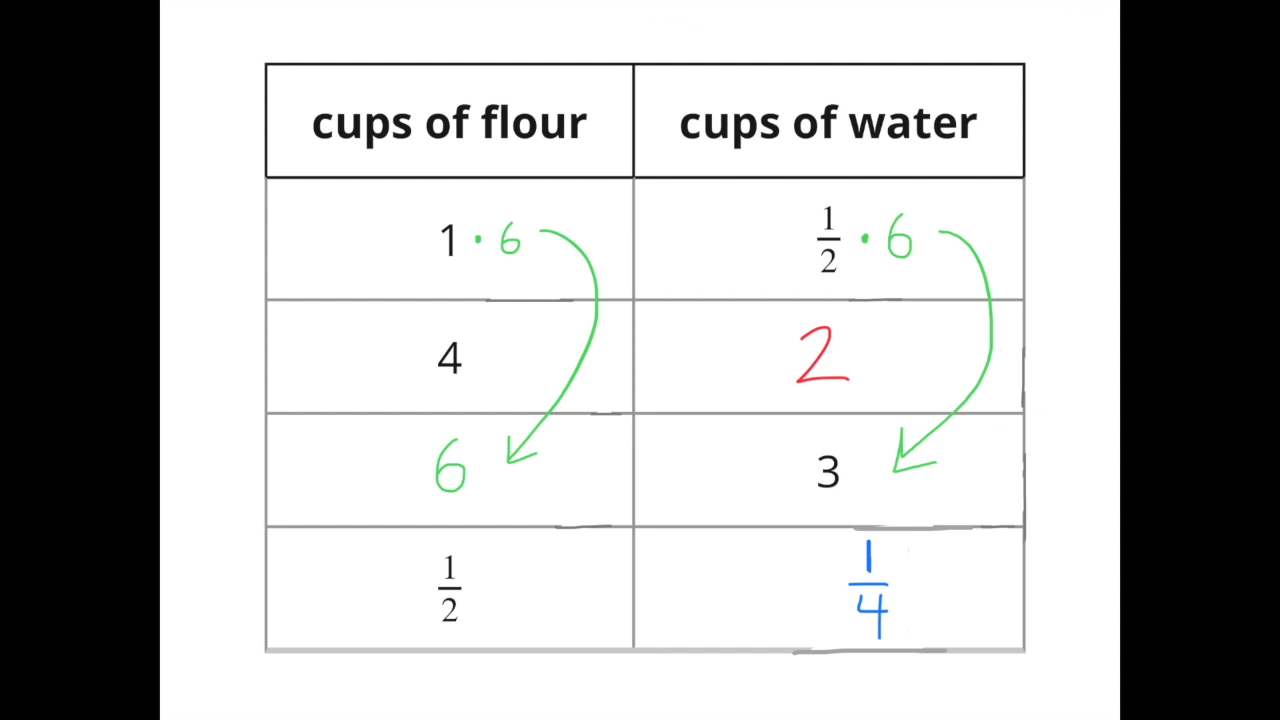 cups of flour cups of water
1 · 6 1/2 · 6
4 2
6 3
1/2 1/4